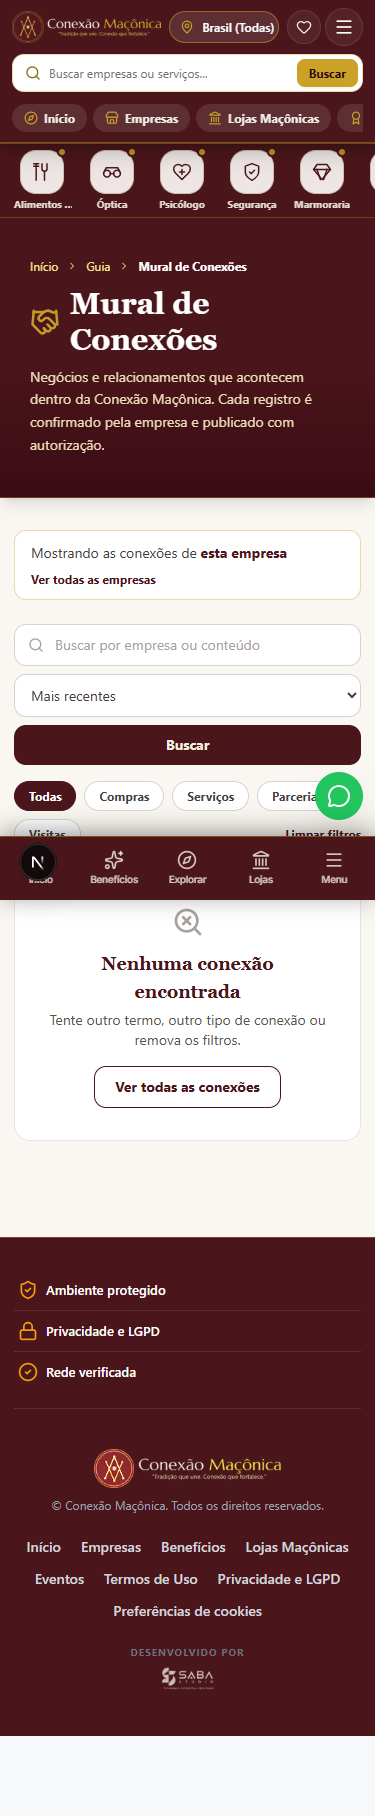 Conexão Maçônica
"Tradição que une. Conexão que fortalece."
Brasil (Todas)
Buscar empresas ou serviços...
Buscar
Início
Empresas
Lojas Maçônicas
Alimentos ...
Óptica
Psicólogo
Segurança
Marmoraria
Início
Guia
Mural de Conexões
Mural de
Conexões
Negócios e relacionamentos que acontecem
dentro da Conexão Maçônica. Cada registro é
confirmado pela empresa e publicado com
autorização.
Mostrando as conexões de esta empresa
Ver todas as empresas
Buscar por empresa ou conteúdo
Mais recentes
Buscar
Todas
Compras
Serviços
Parceria
Visitas
Limpar filtros
N
Início
Benefícios
Explorar
Lojas
Menu
Nenhuma conexão
encontrada
Tente outro termo, outro tipo de conexão ou
remova os filtros.
Ver todas as conexões
Ambiente protegido
Privacidade e LGPD
Rede verificada
Conexão Maçônica
"Tradição que une. Conexão que fortalece."
© Conexão Maçônica. Todos os direitos reservados.
Início
Empresas
Benefícios
Lojas Maçônicas
Eventos
Termos de Uso
Privacidade e LGPD
Preferências de cookies
DESENVOLVIDO POR
SABA
STUDIO